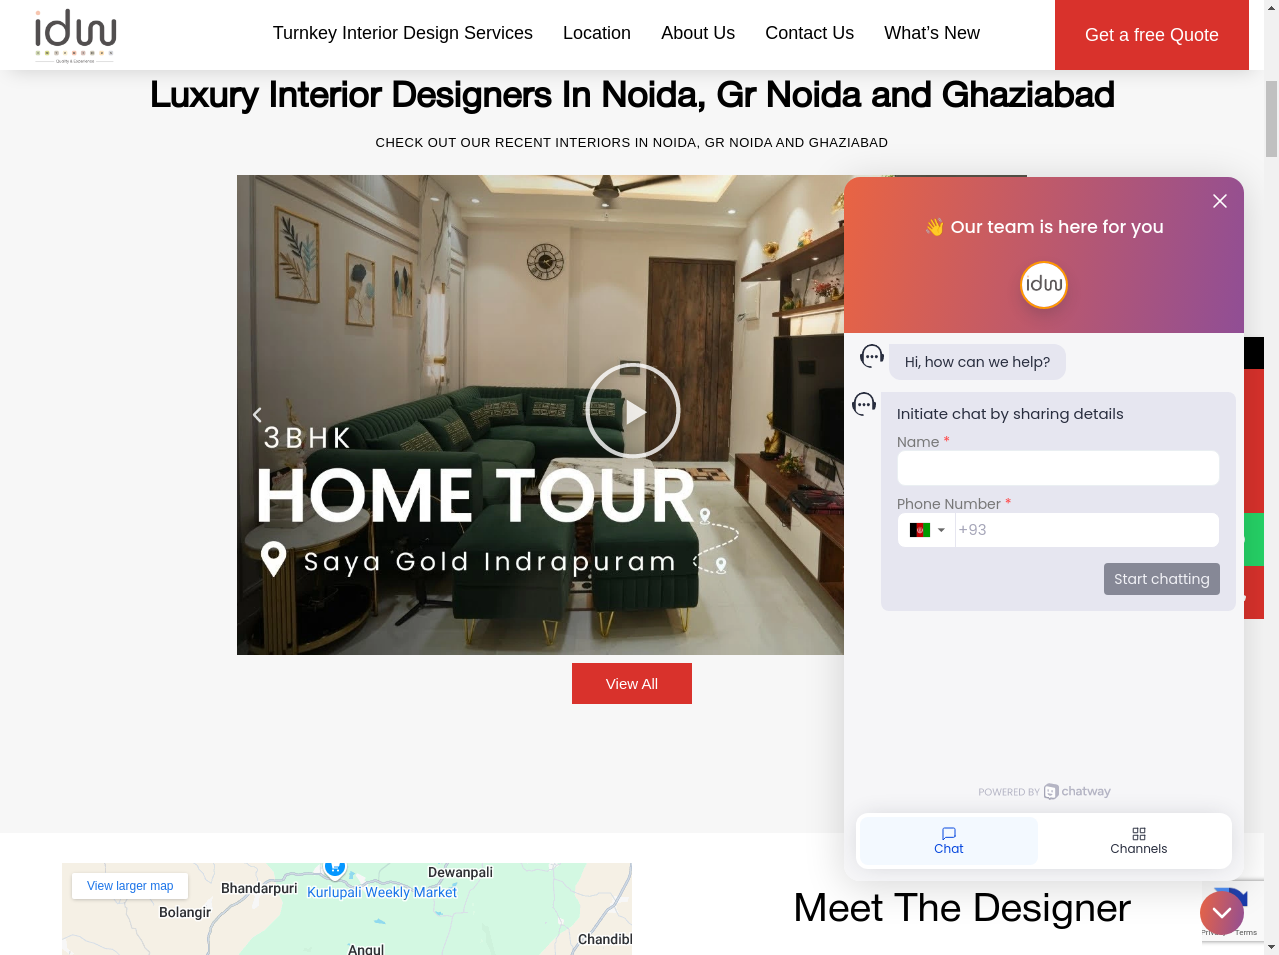 idw
Quality & Experience
Turnkey Interior Design Services
Location
About Us
Contact Us
What's New
Get a free Quote
Luxury Interior Designers In Noida, Gr Noida and Ghaziabad
CHECK OUT OUR RECENT INTERIORS IN NOIDA, GR NOIDA AND GHAZIABAD
3BHK
HOME TOUR
Saya Gold Indrapuram
View All
👋 Our team is here for you
idw
Hi, how can we help?
Initiate chat by sharing details
Name *
Phone Number *
+93
Start chatting
POWERED BY chatway
Chat
Channels
View larger map
Bhandarpuri
Dewanpali
Kurlupali Weekly Market
Bolangir
Angul
Chandibl
Meet The Designer
Terms